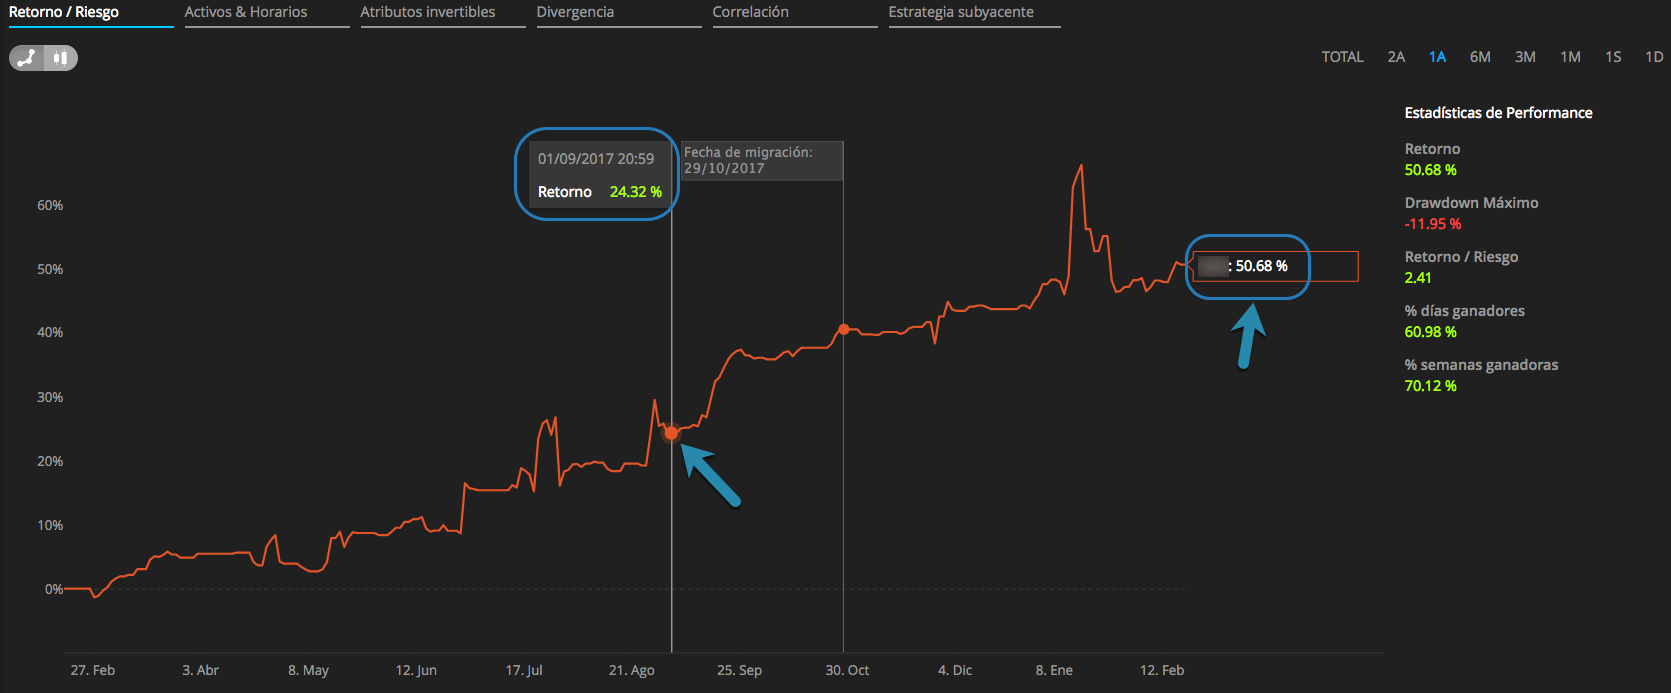 Retorno / Riesgo
Activos & Horarios
Atributos invertibles
Divergencia
Correlación
Estrategia subyacente
TOTAL 2A 1A 6M 3M 1M 1S 1D
Estadísticas de Performance
Retorno
50.68 %
Drawdown Máximo
-11.95 %
Retorno / Riesgo
2.41
% días ganadores
60.98 %
% semanas ganadoras
70.12 %
01/09/2017 20:59
Retorno 24.32 %
Fecha de migración:
29/10/2017
: 50.68 %
60%
50%
40%
30%
20%
10%
0%
27. Feb 3. Abr 8. May 12. Jun 17. Jul 21. Ago 25. Sep 30. Oct 4. Dic 8. Ene 12. Feb